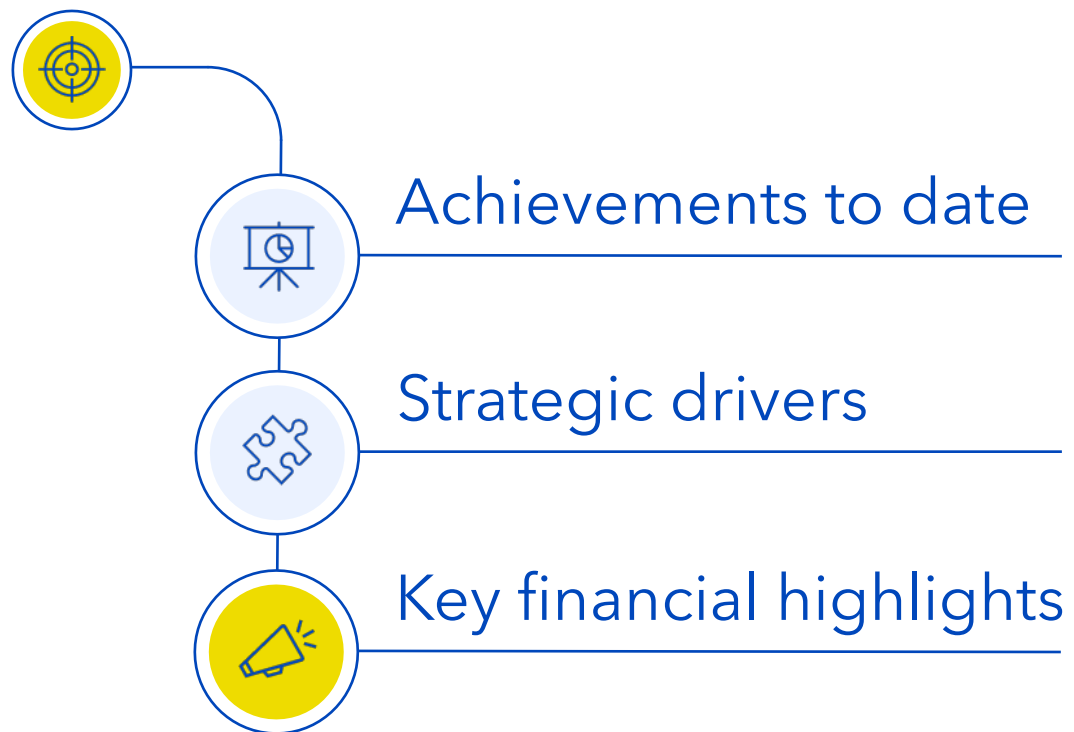 Achievements to date
Strategic drivers
Key financial highlights